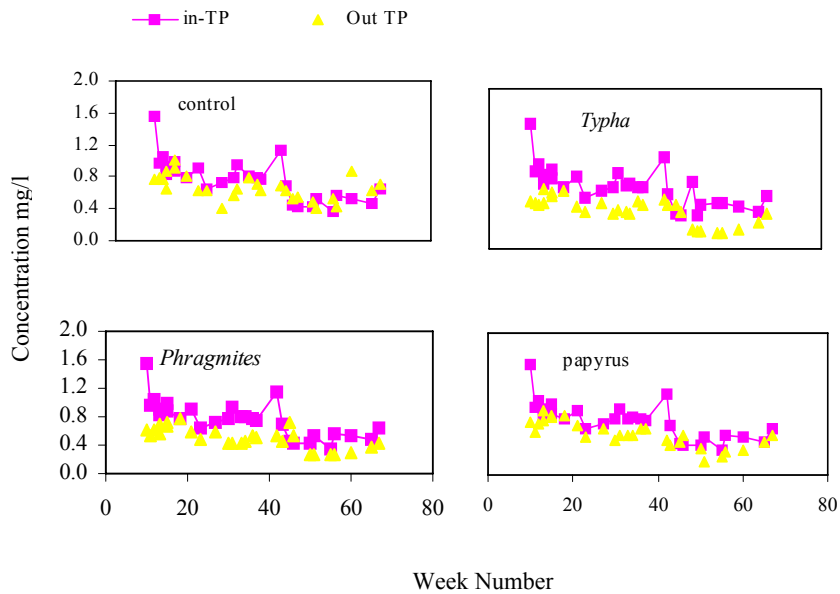 in-TP Out TP
Concentration mg/l
2.0
1.6
1.2
0.8
0.4
0.0
control
Typha
2.0
1.6
1.2
0.8
0.4
0.0
Phragmites
papyrus
0 20 40 60 80
0 20 40 60 80
Week Number